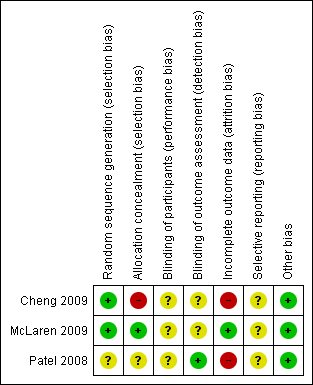 Random sequence generation (selection bias)
Allocation concealment (selection bias)
Blinding of participants (performance bias)
Blinding of outcome assessment (detection bias)
Incomplete outcome data (attrition bias)
Selective reporting (reporting bias)
Other bias
Cheng 2009 + - ? ? - ? +
McLaren 2009 + + ? ? + ? +
Patel 2008 ? ? ? + - ? +